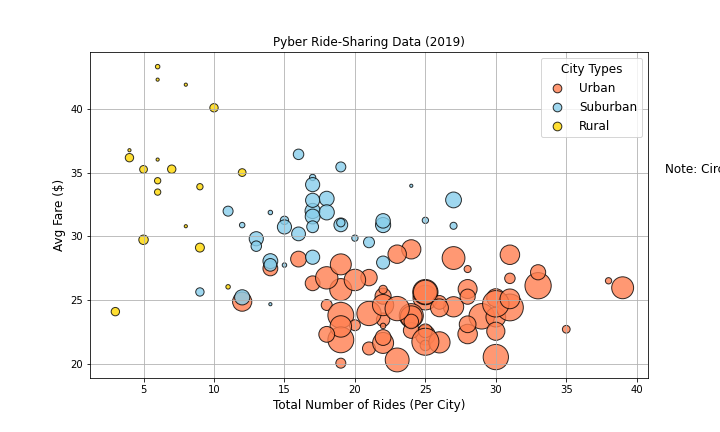 Pyber Ride-Sharing Data (2019)
City Types
Urban
Suburban
Rural
40
35
30
25
20
Avg Fare ($)
5
10
15
20
25
30
35
40
Total Number of Rides (Per City)
Note: